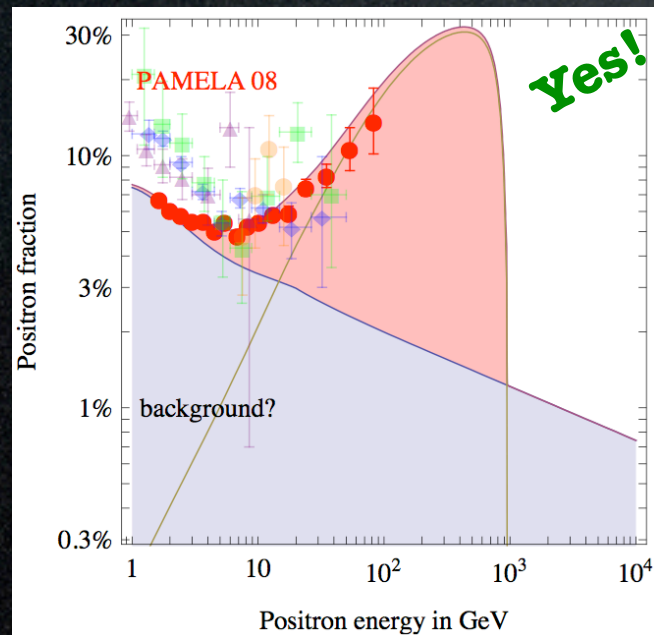 30%
PAMELA 08
Yes!
10%
Positron fraction
3%
1%
background?
0.3%
1 10 10² 10³ 10⁴
Positron energy in GeV